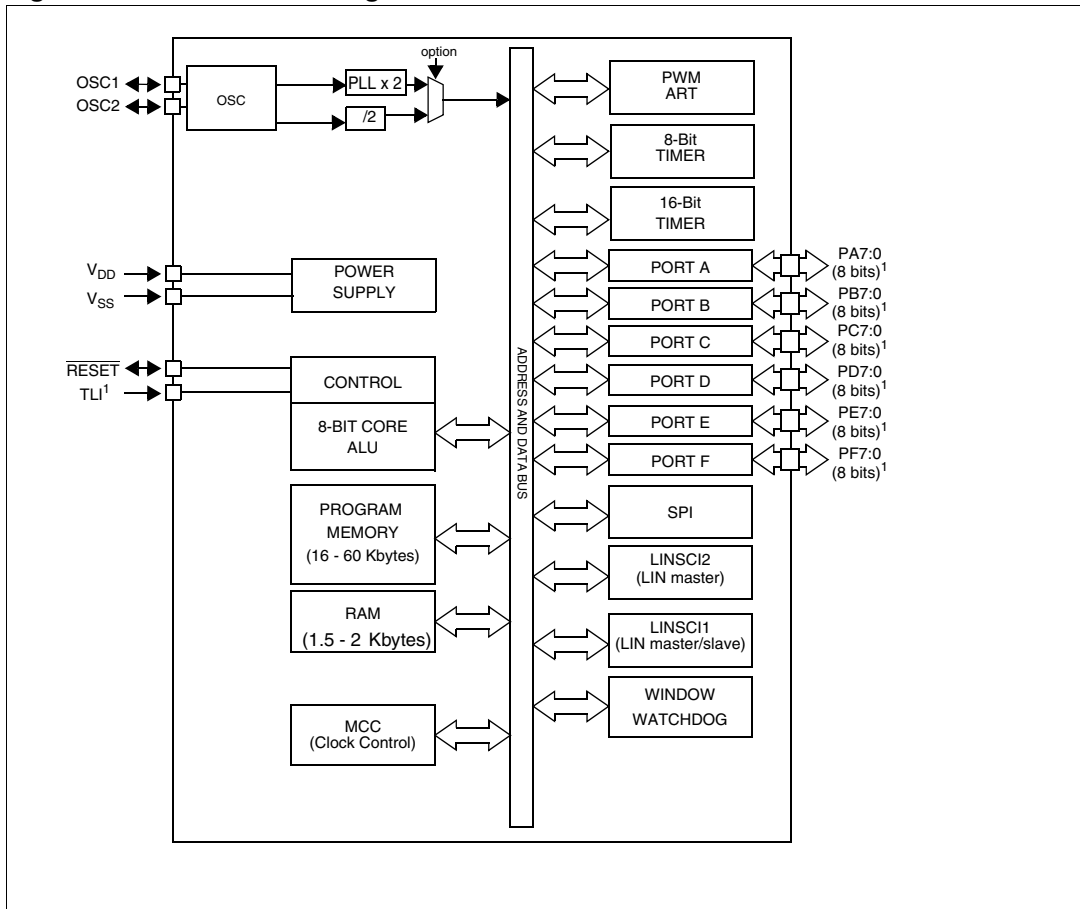 option
OSC1
OSC2
OSC
PLL x 2
/2
VDD
VSS
POWER
SUPPLY
RESET
TLI1
CONTROL
8-BIT CORE
ALU
PROGRAM
MEMORY
(16 - 60 Kbytes)
RAM
(1.5 - 2 Kbytes)
MCC
(Clock Control)
ADDRESS AND DATA BUS
PWM
ART
8-Bit
TIMER
16-Bit
TIMER
PORT A
PA7:0
(8 bits)1
PORT B
PB7:0
(8 bits)1
PORT C
PC7:0
(8 bits)1
PORT D
PD7:0
(8 bits)1
PORT E
PE7:0
(8 bits)1
PORT F
PF7:0
(8 bits)1
SPI
LINSCI2
(LIN master)
LINSCI1
(LIN master/slave)
WINDOW
WATCHDOG